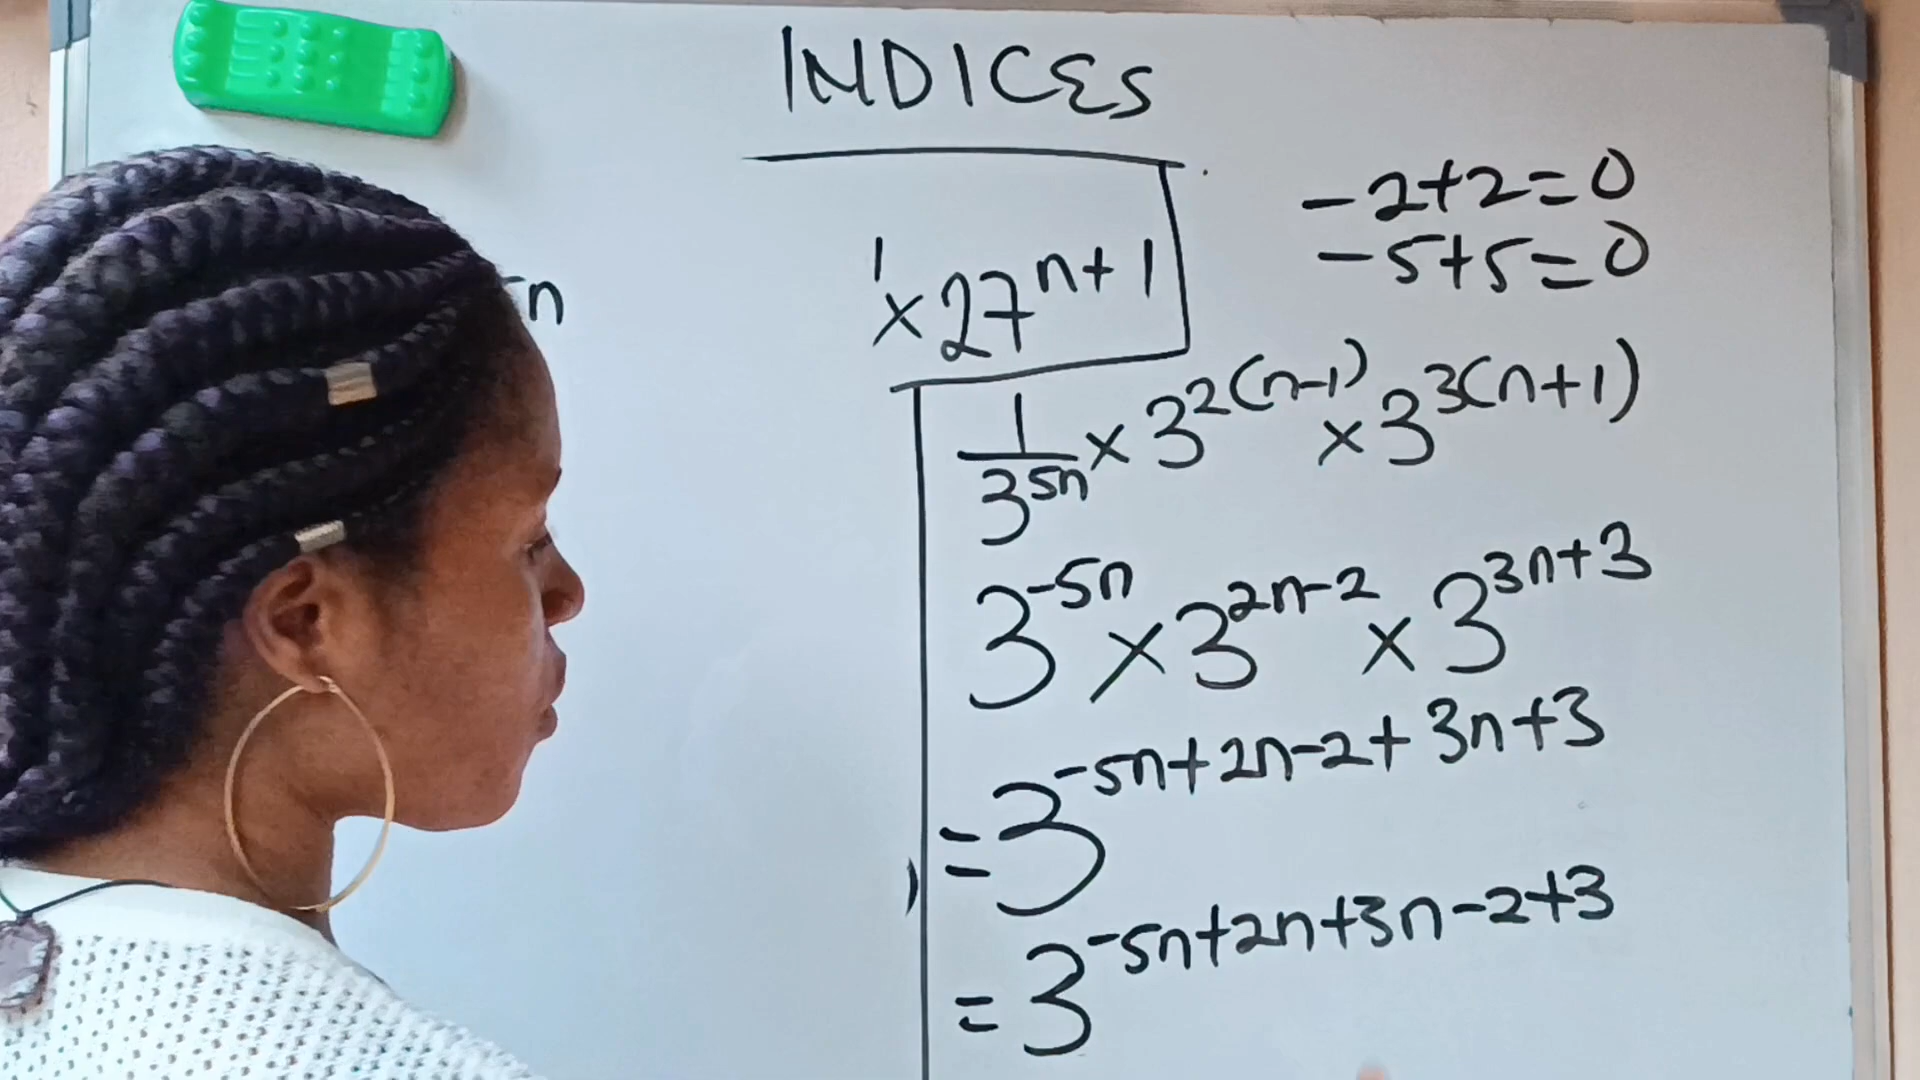 INDICES
-2+2=0
-5+5=0
n
1
×27^{n+1}
\frac{1}{3^{5n}}×3^{2(n-1)}×3^{3(n+1)}
3^{-5n}×3^{2n-2}×3^{3n+3}
=3^{-5n+2n-2+3n+3}
=3^{-5n+2n+3n-2+3}